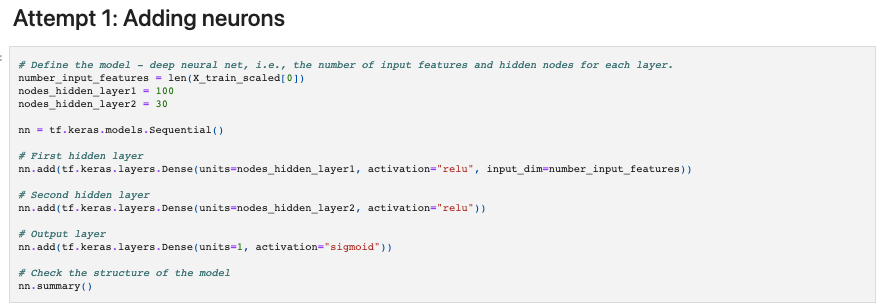 Attempt 1: Adding neurons
# Define the model - deep neural net, i.e., the number of input features and hidden nodes for each layer.
number_input_features = len(X_train_scaled[0])
nodes_hidden_layer1 = 100
nodes_hidden_layer2 = 30
nn = tf.keras.models.Sequential()
# First hidden layer
nn.add(tf.keras.layers.Dense(units=nodes_hidden_layer1, activation="relu", input_dim=number_input_features))
# Second hidden layer
nn.add(tf.keras.layers.Dense(units=nodes_hidden_layer2, activation="relu"))
# Output layer
nn.add(tf.keras.layers.Dense(units=1, activation="sigmoid"))
# Check the structure of the model
nn.summary()